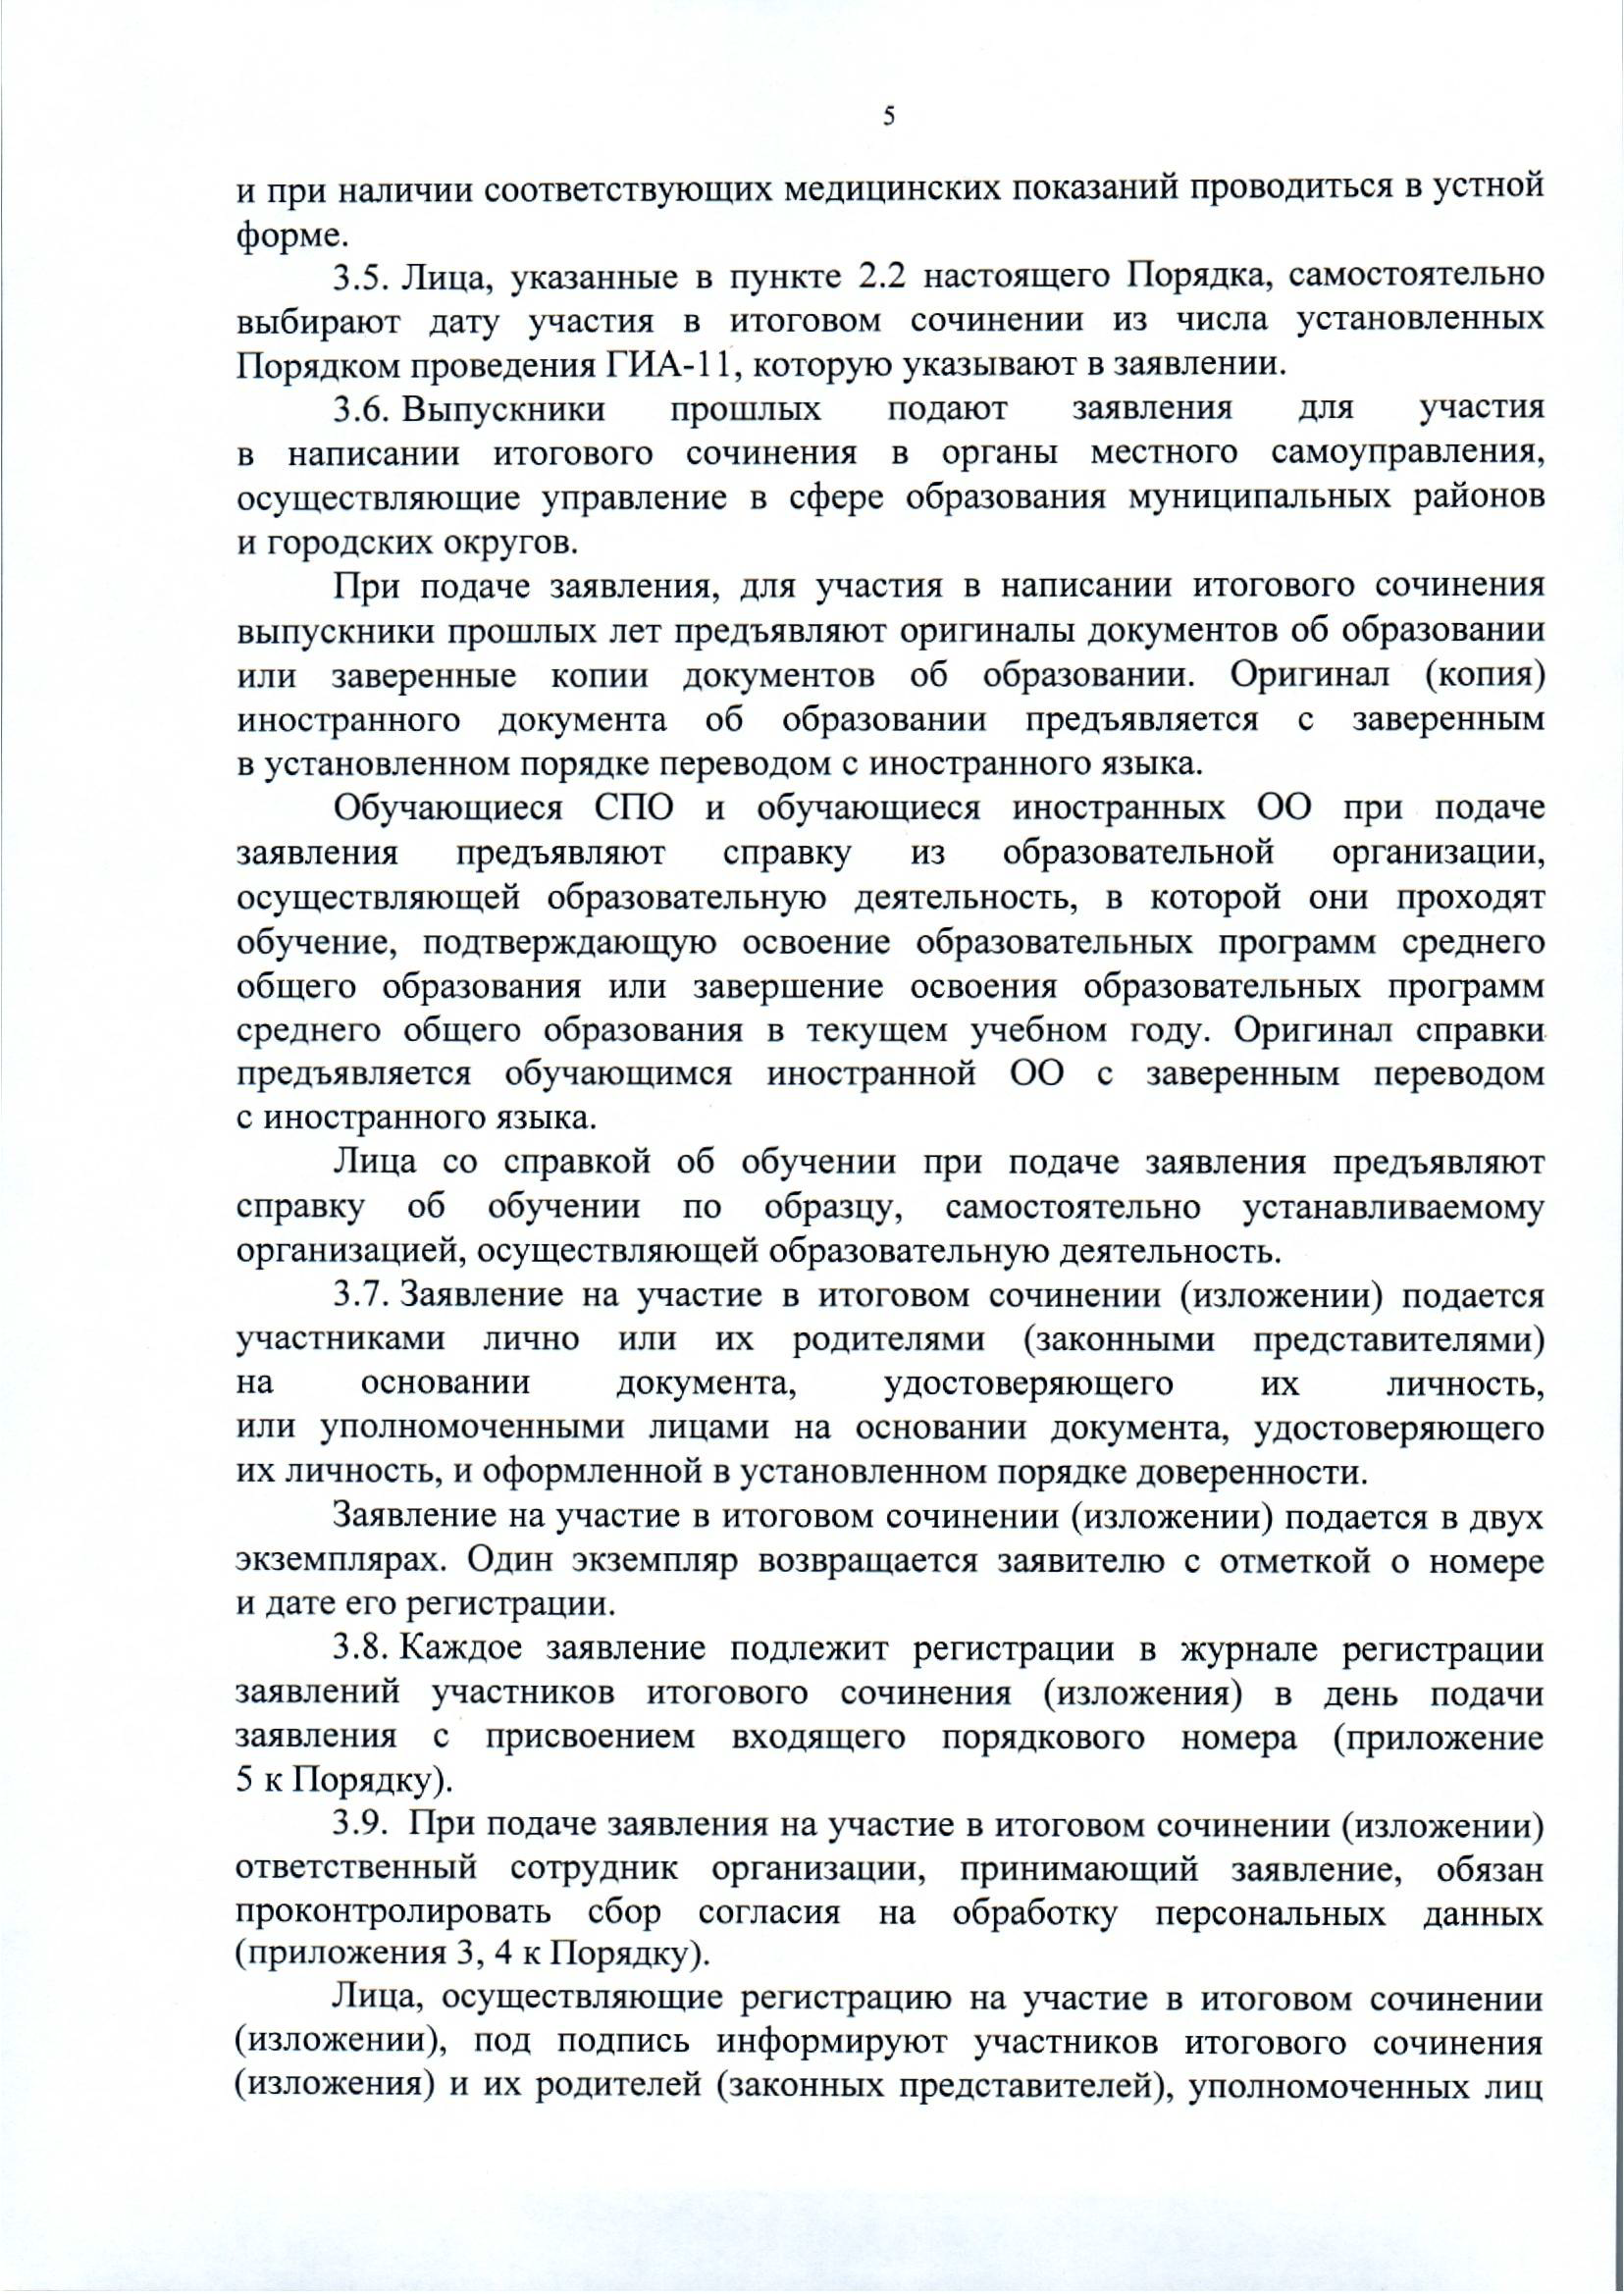 5
и при наличии соответствующих медицинских показаний проводиться в устной
форме.
3.5. Лица, указанные в пункте 2.2 настоящего Порядка, самостоятельно
выбирают дату участия в итоговом сочинении из числа установленных
Порядком проведения ГИА-11, которую указывают в заявлении.
3.6. Выпускники прошлых подают заявления для участия
в написании итогового сочинения в органы местного самоуправления,
осуществляющие управление в сфере образования муниципальных районов
и городских округов.
При подаче заявления, для участия в написании итогового сочинения
выпускники прошлых лет предъявляют оригиналы документов об образовании
или заверенные копии документов об образовании. Оригинал (копия)
иностранного документа об образовании предъявляется с заверенным
в установленном порядке переводом с иностранного языка.
Обучающиеся СПО и обучающиеся иностранных ОО при подаче
заявления предъявляют справку из образовательной организации,
осуществляющей образовательную деятельность, в которой они проходят
обучение, подтверждающую освоение образовательных программ среднего
общего образования или завершение освоения образовательных программ
среднего общего образования в текущем учебном году. Оригинал справки
предъявляется обучающимся иностранной ОО с заверенным переводом
с иностранного языка.
Лица со справкой об обучении при подаче заявления предъявляют
справку об обучении по образцу, самостоятельно устанавливаемому
организацией, осуществляющей образовательную деятельность.
3.7. Заявление на участие в итоговом сочинении (изложении) подается
участниками лично или их родителями (законными представителями)
на основании документа, удостоверяющего их личность,
или уполномоченными лицами на основании документа, удостоверяющего
их личность, и оформленной в установленном порядке доверенности.
Заявление на участие в итоговом сочинении (изложении) подается в двух
экземплярах. Один экземпляр возвращается заявителю с отметкой о номере
и дате его регистрации.
3.8. Каждое заявление подлежит регистрации в журнале регистрации
заявлений участников итогового сочинения (изложения) в день подачи
заявления с присвоением входящего порядкового номера (приложение
5 к Порядку).
3.9. При подаче заявления на участие в итоговом сочинении (изложении)
ответственный сотрудник организации, принимающий заявление, обязан
проконтролировать сбор согласия на обработку персональных данных
(приложения 3, 4 к Порядку).
Лица, осуществляющие регистрацию на участие в итоговом сочинении
(изложении), под подпись информируют участников итогового сочинения
(изложения) и их родителей (законных представителей), уполномоченных лиц